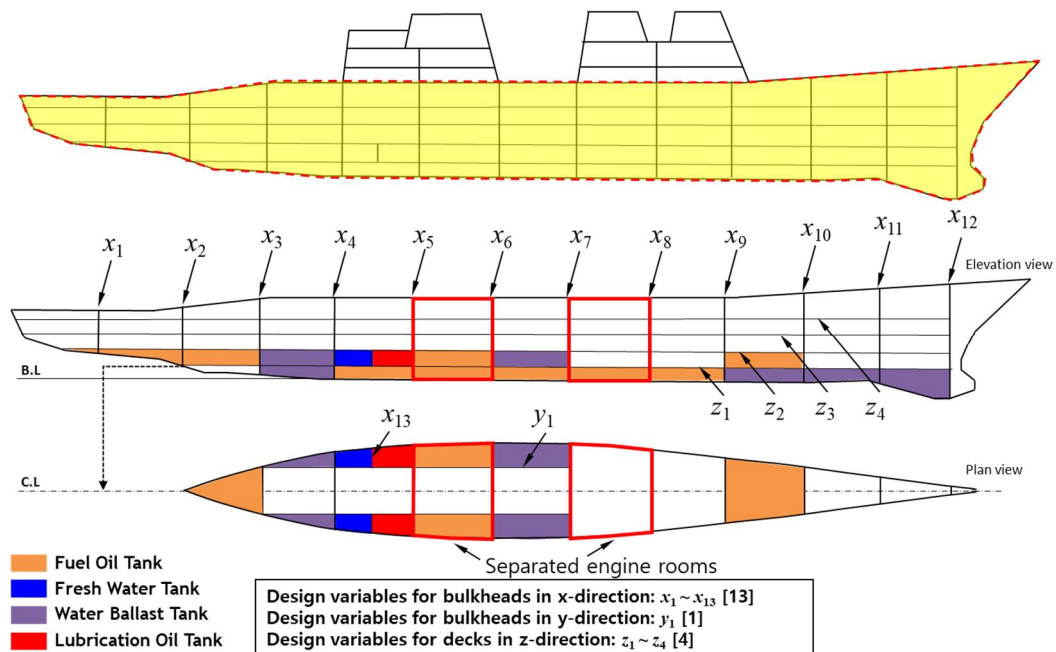 x1
x2
x3
x4
x5
x6
x7
x8
x9
x10
x11
x12
Elevation view
B.L
z1
z2
z3
z4
x13
y1
Plan view
C.L
Separated engine rooms
Fuel Oil Tank
Fresh Water Tank
Water Ballast Tank
Lubrication Oil Tank
Design variables for bulkheads in x-direction: x1~x13 [13]
Design variables for bulkheads in y-direction: y1 [1]
Design variables for decks in z-direction: z1~z4 [4]